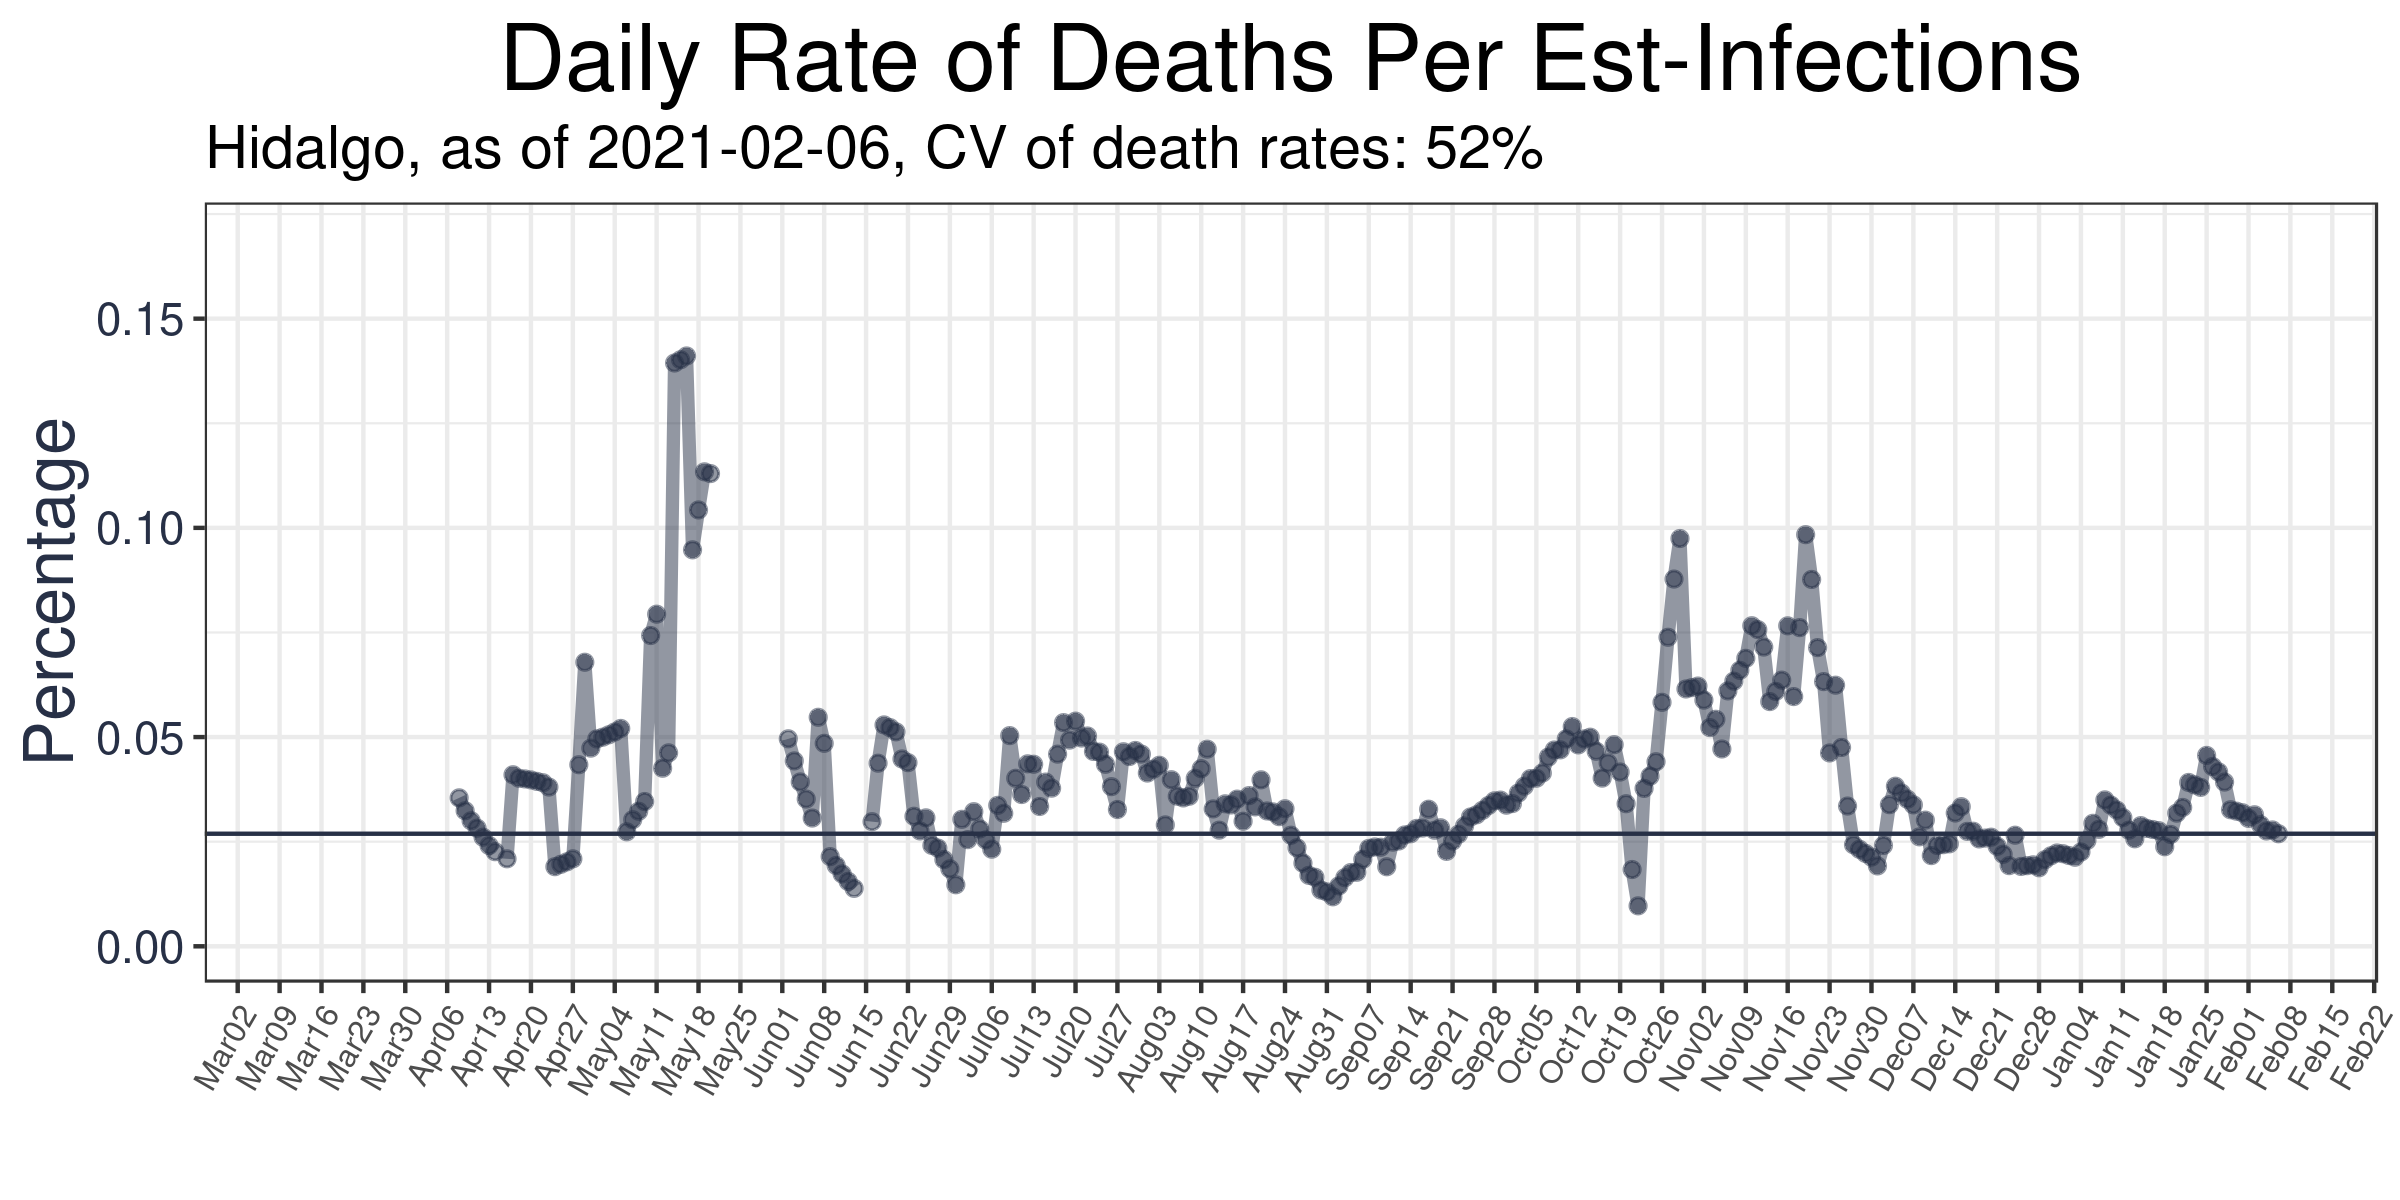 Daily Rate of Deaths Per Est-Infections
Hidalgo, as of 2021-02-06, CV of death rates: 52%
Percentage
0.15
0.10
0.05
0.00
Mar02
Mar09
Mar16
Mar23
Mar30
Apr06
Apr13
Apr20
Apr27
May04
May11
May18
May25
Jun01
Jun08
Jun15
Jun22
Jun29
Jul06
Jul13
Jul20
Jul27
Aug03
Aug10
Aug17
Aug24
Aug31
Sep07
Sep14
Sep21
Sep28
Oct05
Oct12
Oct19
Oct26
Nov02
Nov09
Nov16
Nov23
Nov30
Dec07
Dec14
Dec21
Dec28
Jan04
Jan11
Jan18
Jan25
Feb01
Feb08
Feb15
Feb22